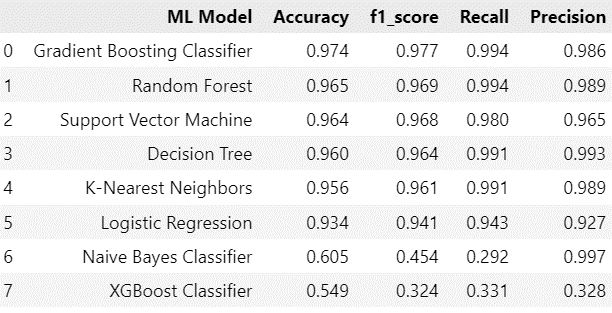 ML Model Accuracy f1_score Recall Precision
0 Gradient Boosting Classifier 0.974 0.977 0.994 0.986
1 Random Forest 0.965 0.969 0.994 0.989
2 Support Vector Machine 0.964 0.968 0.980 0.965
3 Decision Tree 0.960 0.964 0.991 0.993
4 K-Nearest Neighbors 0.956 0.961 0.991 0.989
5 Logistic Regression 0.934 0.941 0.943 0.927
6 Naive Bayes Classifier 0.605 0.454 0.292 0.997
7 XGBoost Classifier 0.549 0.324 0.331 0.328